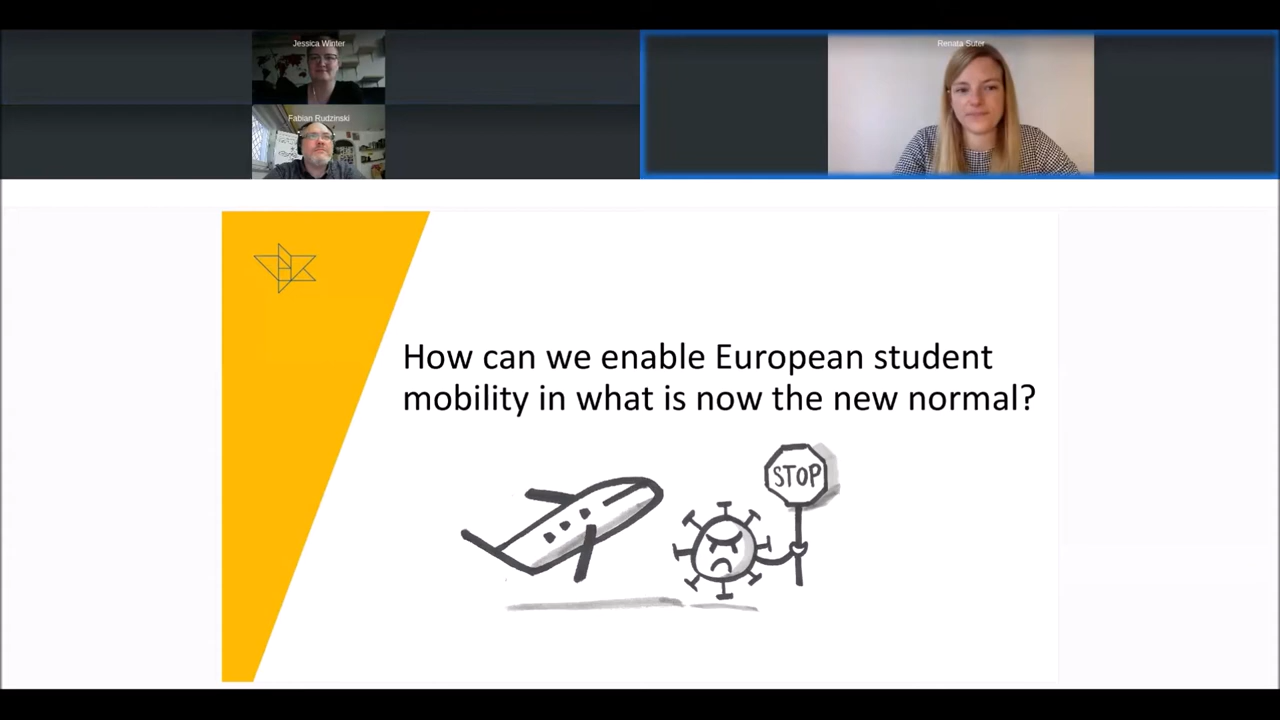 Jessica Winter
Renata Suter
Fabian Rudzinski
How can we enable European student
mobility in what is now the new normal?
STOP